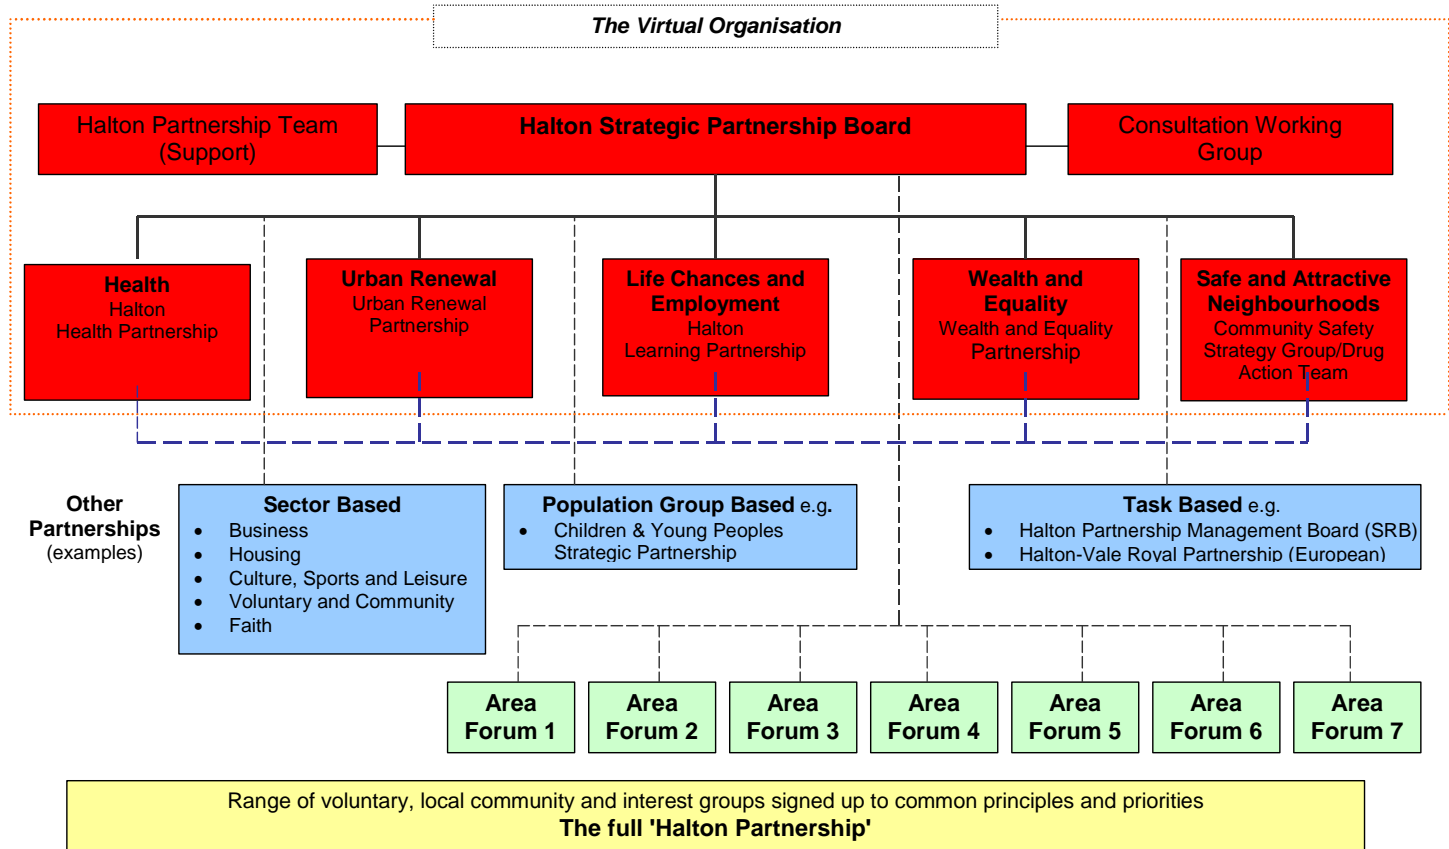 The Virtual Organisation
Halton Partnership Team
(Support)
Halton Strategic Partnership Board
Consultation Working
Group
Health
Halton
Health Partnership
Urban Renewal
Urban Renewal
Partnership
Life Chances and
Employment
Halton
Learning Partnership
Wealth and
Equality
Wealth and Equality
Partnership
Safe and Attractive
Neighbourhoods
Community Safety
Strategy Group/Drug
Action Team
Other
Partnerships
(examples)
Sector Based
• Business
• Housing
• Culture, Sports and Leisure
• Voluntary and Community
• Faith
Population Group Based e.g.
• Children & Young Peoples
Strategic Partnership
Task Based e.g.
• Halton Partnership Management Board (SRB)
• Halton-Vale Royal Partnership (European)
Area
Forum 1
Area
Forum 2
Area
Forum 3
Area
Forum 4
Area
Forum 5
Area
Forum 6
Area
Forum 7
Range of voluntary, local community and interest groups signed up to common principles and priorities
The full 'Halton Partnership'